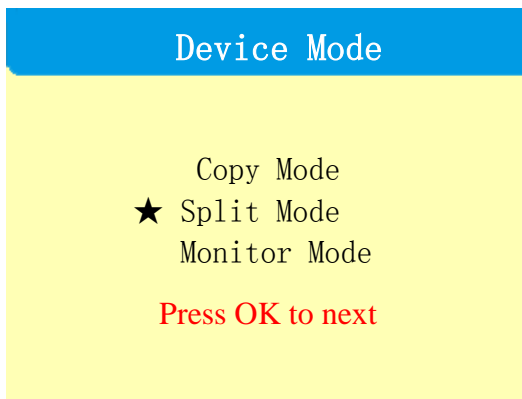 Device Mode
Copy Mode
★ Split Mode
Monitor Mode
Press OK to next